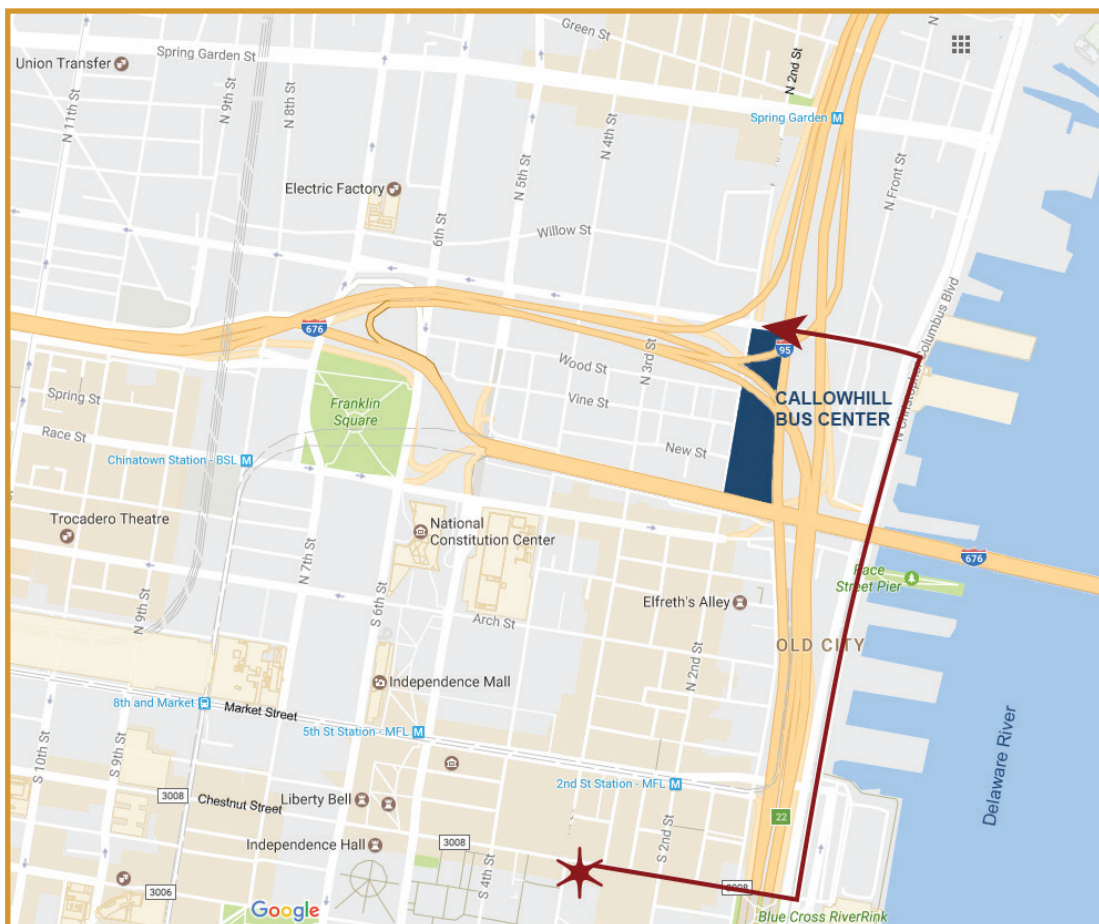 Green St
N 2nd St
N
Spring Garden St
Union Transfer
N 9th St
N 8th St
N 11th St
Spring Garden M
N 4th St
N 5th St
N Front St
Electric Factory
6th St
Willow St
N Christopher Columbus Blvd
676
95
N 3rd St
Wood St
Vine St
CALLOWHILL
BUS CENTER
Spring St
Franklin
Square
Race St
New St
Chinatown Station - BSL M
Trocadero Theatre
National
Constitution Center
676
Race
Street Pier
N 7th St
S 6th St
N 9th St
Elfreth's Alley
Arch St
OLD CITY
N 2nd St
Independence Mall
8th and Market
Market Street
5th St Station - MFL M
Delaware River
S 10th St
S 9th St
2nd St Station - MFL M
3008
Chestnut Street
Liberty Bell
22
Independence Hall
3008
S 4th St
S 2nd St
3006
3008
Google
Blue Cross RiverRink